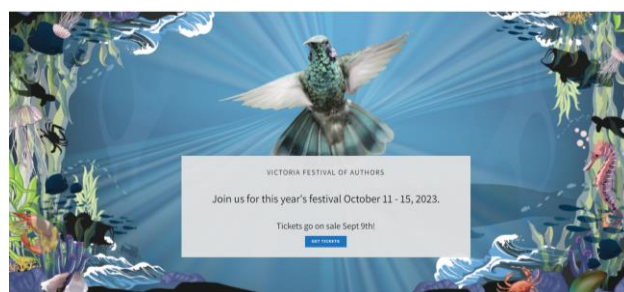 VICTORIA FESTIVAL OF AUTHORS
Join us for this year's festival October 11 - 15, 2023.
Tickets go on sale Sept 9th!
GET TICKETS